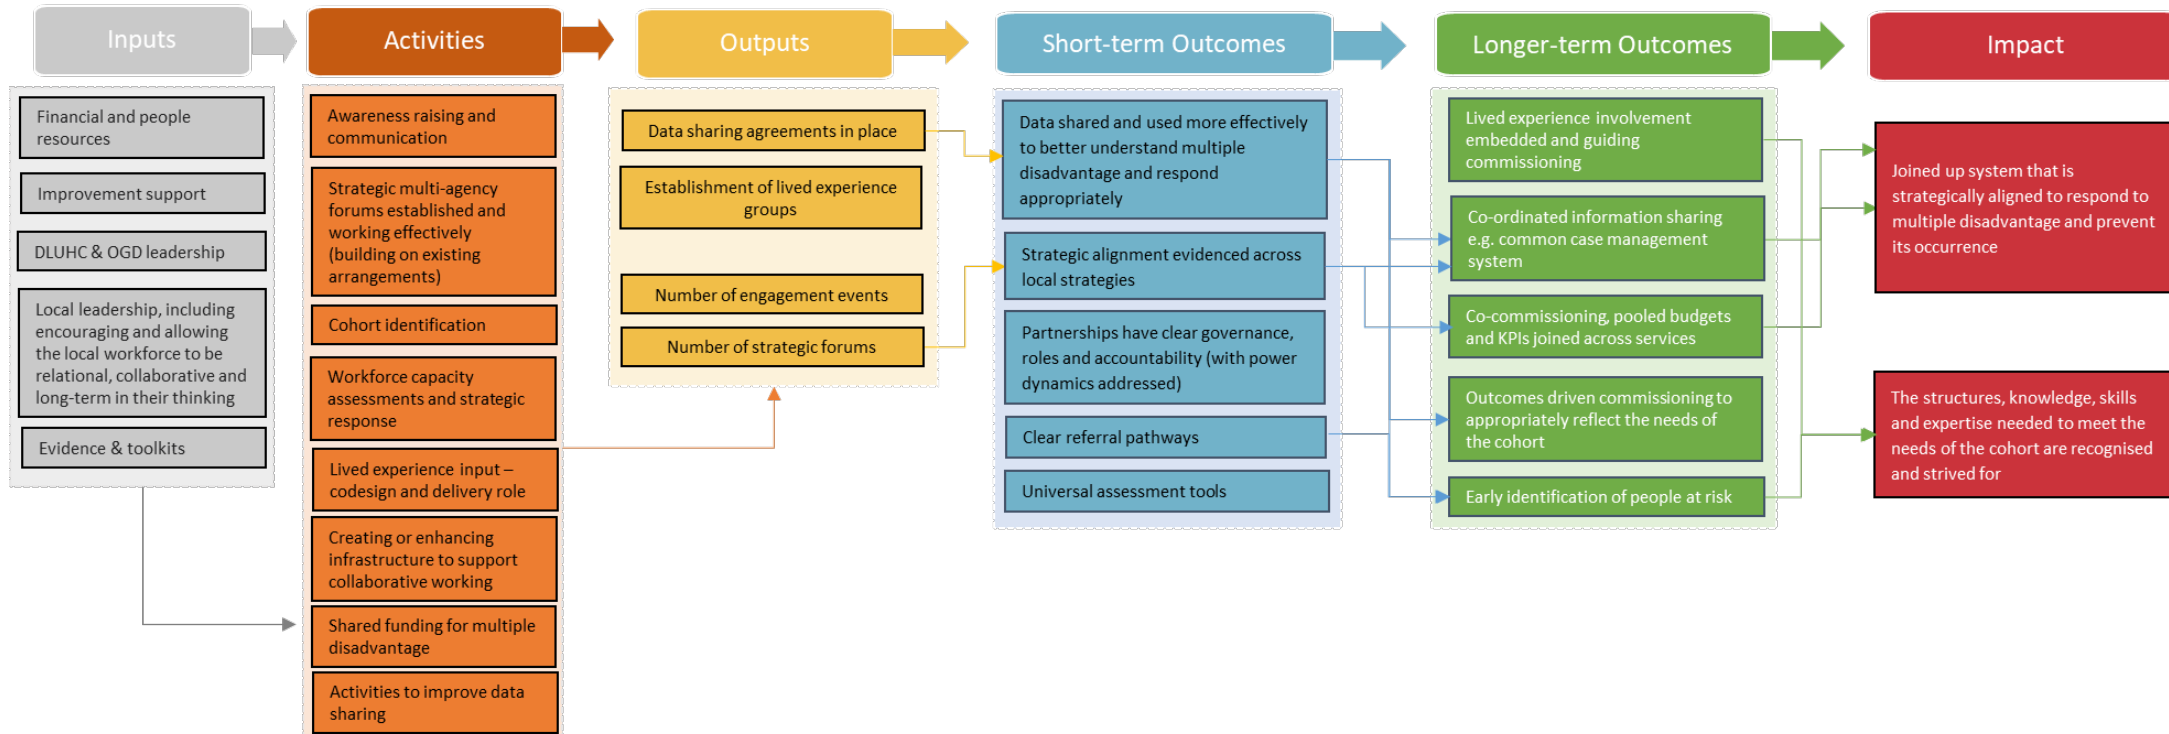 Inputs
Activities
Outputs
Short-term Outcomes
Longer-term Outcomes
Impact
Financial and people
resources
Improvement support
DLUHC & OGD leadership
Local leadership, including
encouraging and allowing
the local workforce to be
relational, collaborative and
long-term in their thinking
Evidence & toolkits
Awareness raising and
communication
Strategic multi-agency
forums established and
working effectively
(building on existing
arrangements)
Cohort identification
Workforce capacity
assessments and strategic
response
Lived experience input –
codesign and delivery role
Creating or enhancing
infrastructure to support
collaborative working
Shared funding for multiple
disadvantage
Activities to improve data
sharing
Data sharing agreements in place
Establishment of lived experience
groups
Number of engagement events
Number of strategic forums
Data shared and used more effectively
to better understand multiple
disadvantage and respond
appropriately
Strategic alignment evidenced across
local strategies
Partnerships have clear governance,
roles and accountability (with power
dynamics addressed)
Clear referral pathways
Universal assessment tools
Lived experience involvement
embedded and guiding
commissioning
Co-ordinated information sharing
e.g. common case management
system
Co-commissioning, pooled budgets
and KPIs joined across services
Outcomes driven commissioning to
appropriately reflect the needs of
the cohort
Early identification of people at risk
Joined up system that is
strategically aligned to respond to
multiple disadvantage and prevent
its occurrence
The structures, knowledge, skills
and expertise needed to meet the
needs of the cohort are recognised
and strived for